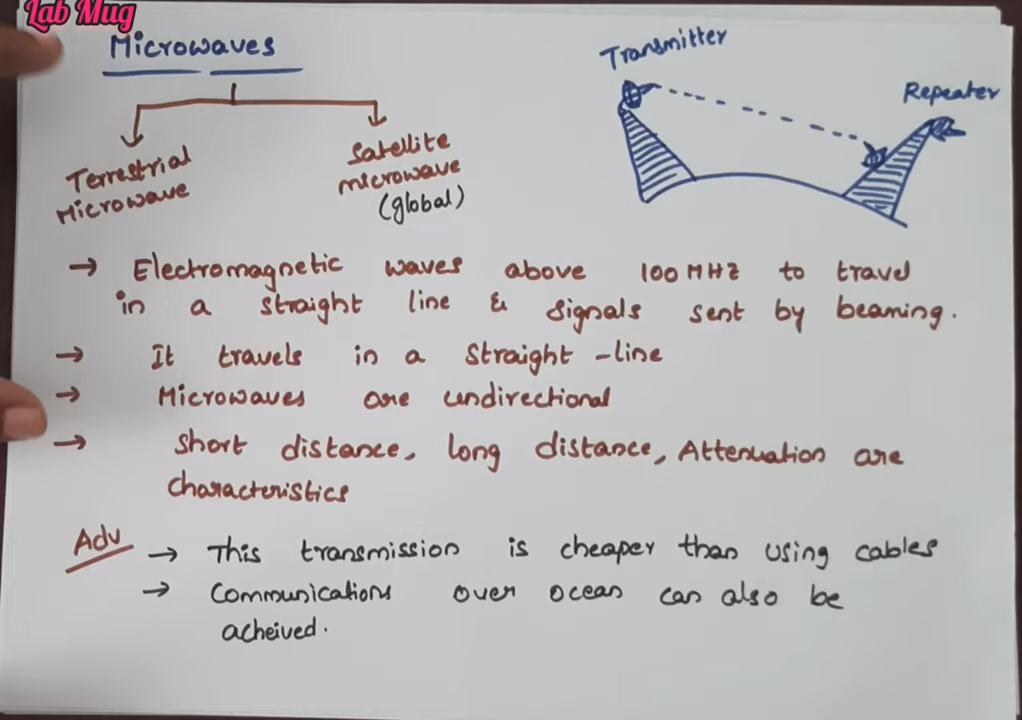 Lab Mug
Microwaves
Transmitter
Repeater
Terrestrial
Microwave
Satellite
microwave
(global)
→ Electromagnetic waves above 100 MHZ to travel
in a straight line & signals sent by beaming.
→ It travels in a straight-line
→ Microwaves are undirectional
→ Short distance, long distance, Attenuation are
characteristics
Adv → This transmission is cheaper than using cables
→ Communications over ocean can also be
acheived.